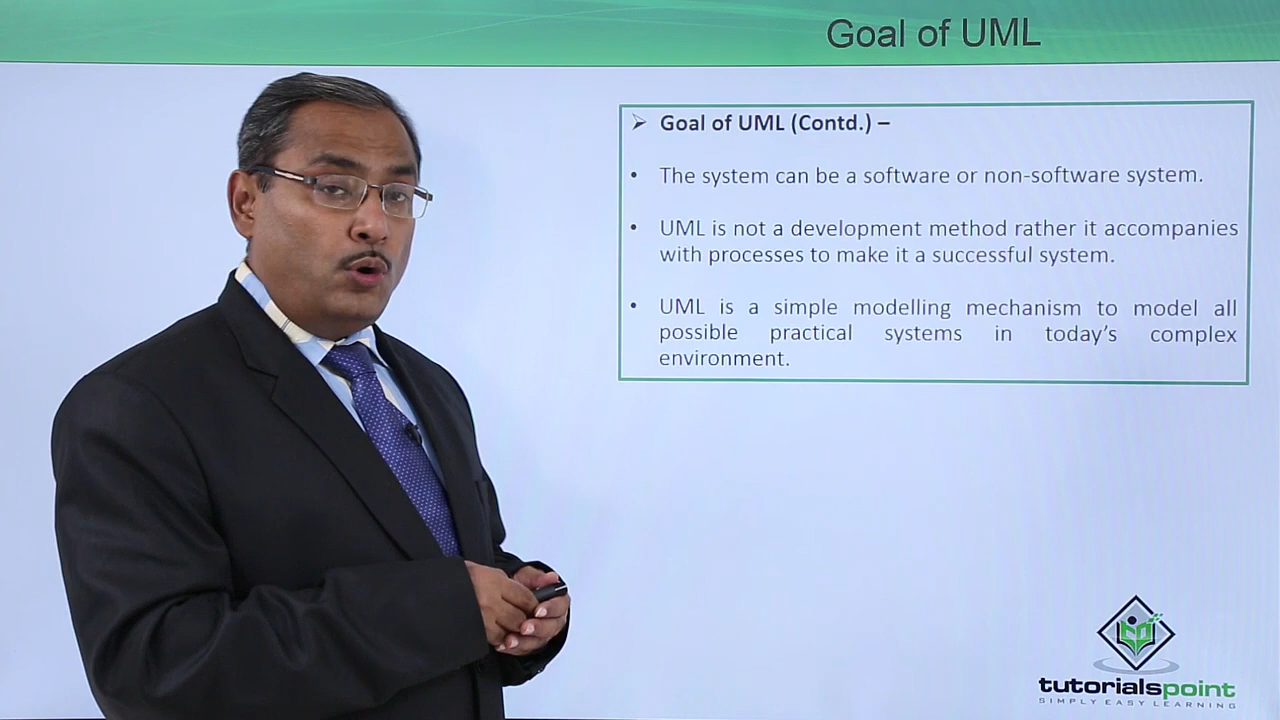 Goal of UML
➢ Goal of UML (Contd.) –
• The system can be a software or non-software system.
• UML is not a development method rather it accompanies
with processes to make it a successful system.
• UML is a simple modelling mechanism to model all
possible practical systems in today’s complex
environment.
tutorialspoint
SIMPLY EASY LEARNING